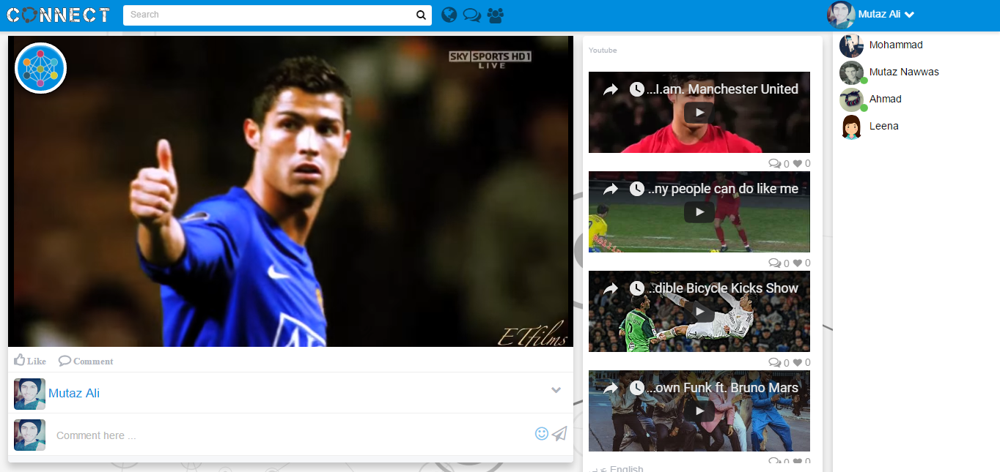 CONNECT
Search
Mutaz Ali
SKY SPORTS HD1
LIVE
ETfilms
Like
Comment
Mutaz Ali
Comment here ...
Youtube
...I.am. Manchester United
0 0
..ny people can do like me
0 0
..dible Bicycle Kicks Show
0 0
...own Funk ft. Bruno Mars
0 0
English
Mohammad
Mutaz Nawwas
Ahmad
Leena